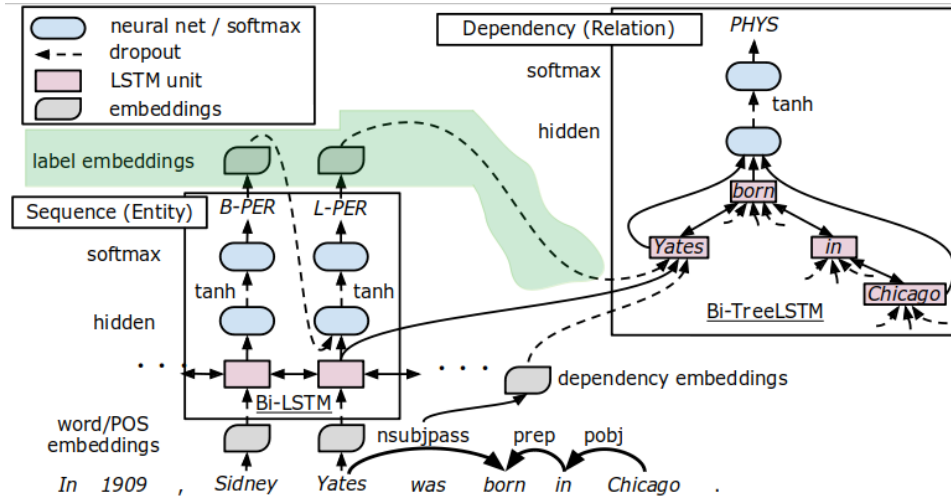 neural net / softmax
dropout
LSTM unit
embeddings
Dependency (Relation)
PHYS
softmax
tanh
hidden
born
Yates
in
Chicago
Bi-TreeLSTM
label embeddings
Sequence (Entity)
B-PER L-PER
softmax
tanh tanh
hidden
. . . . . .
Bi-LSTM
dependency embeddings
word/POS
embeddings
nsubjpass prep pobj
In 1909 , Sidney Yates was born in Chicago .